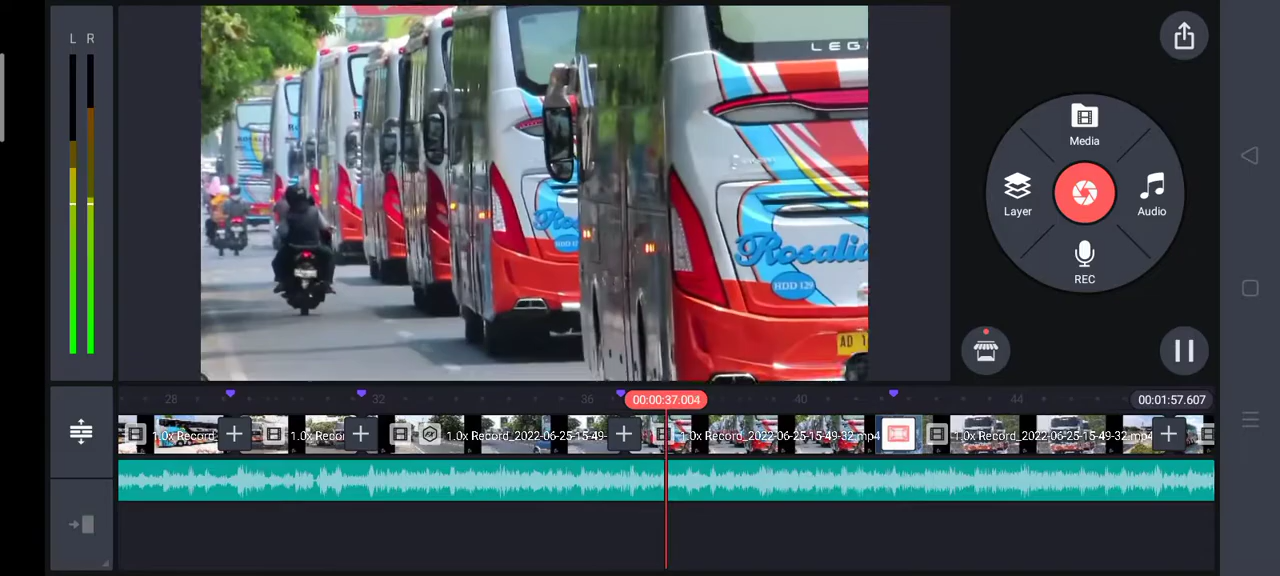 L R
LEG
Rosalia
HDD 129
AD 1
Media
Layer
Audio
REC
28
32
36
00:00:37.004
40
44
00:01:57.607
1.0x Record
1.0x Recor
1.0x Record_2022-06-25-15-49-
1.0x Record_2022-06-25-15-49-32.mp4
1.0x Record_2022-06-25-15-49-32.mp4